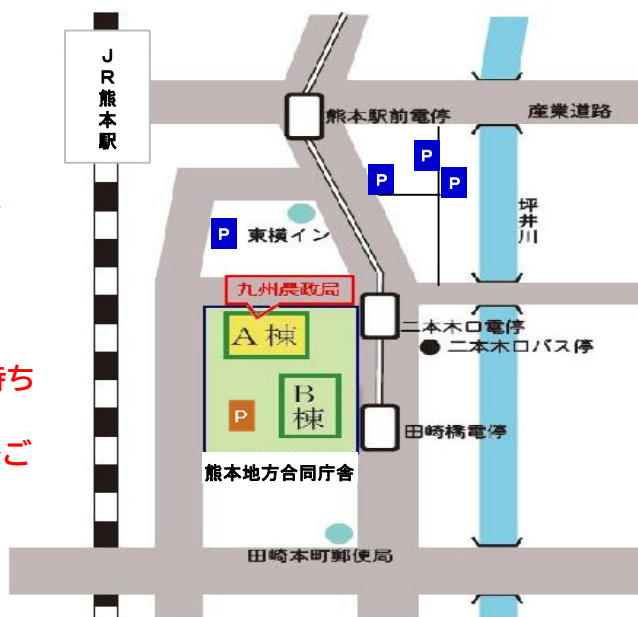 JR熊本駅
熊本駅前電停
産業道路
P
P
P
坪井川
P
東横イン
九州農政局
A棟
二本木口電停
二本木口バス停
持ち
B棟
P
田崎橋電停
ご
熊本地方合同庁舎
田崎本町郵便局